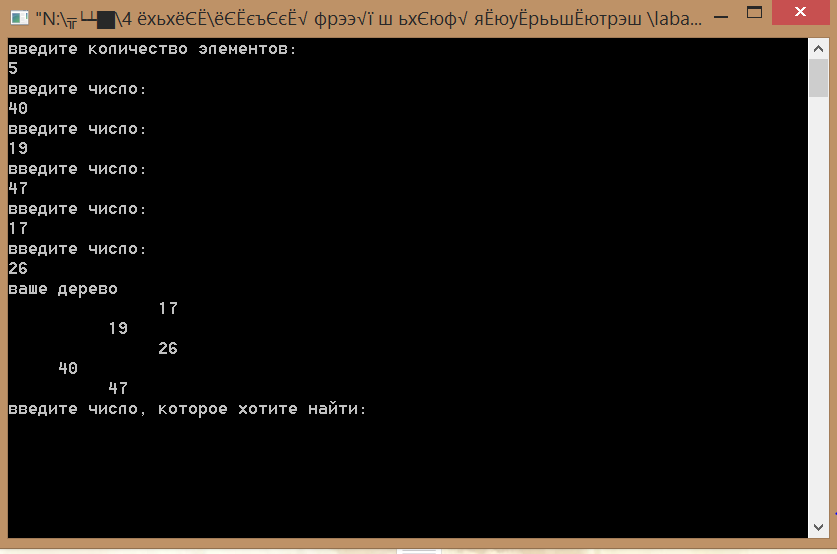 "N:\╦┴┴█\4 ёхьхёЄЁ\ёЄЁєъЄєЁ√ фрээ√ї ш ьхЄюф√ яЁюуЁрььшЁютрэш \laba...
введите количество элементов:
5
введите число:
40
введите число:
19
введите число:
47
введите число:
17
введите число:
26
ваше дерево
17
19
26
40
47
введите число, которое хотите найти: